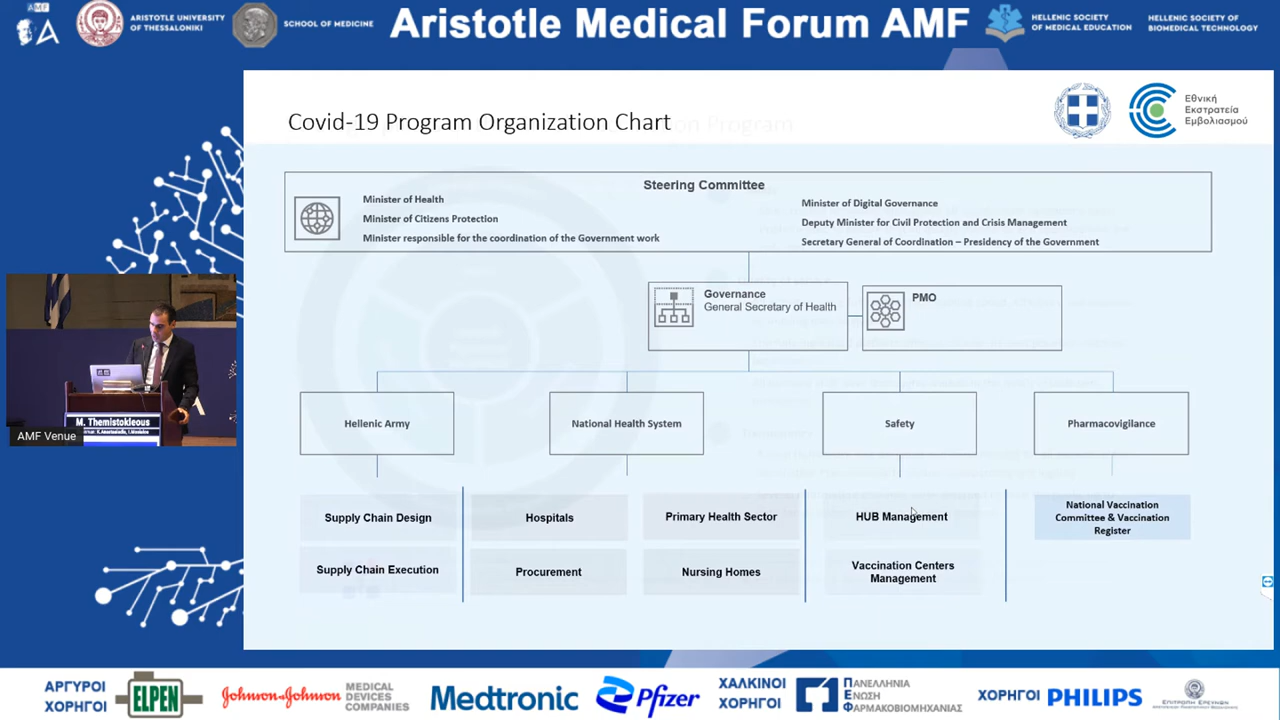 AMF
ARISTOTLE UNIVERSITY
OF THESSALONIKI
SCHOOL OF MEDICINE
Aristotle Medical Forum AMF
HELLENIC SOCIETY
OF MEDICAL EDUCATION
HELLENIC SOCIETY OF
BIOMEDICAL TECHNOLOGY
Covid-19 Program Organization Chart
Εθνική
Εκστρατεία
Εμβολιασμού
Steering Committee
Minister of Health
Minister of Citizens Protection
Minister responsible for the coordination of the Government work
Minister of Digital Governance
Deputy Minister for Civil Protection and Crisis Management
Secretary General of Coordination – Presidency of the Government
Governance
General Secretary of Health
PMO
Hellenic Army
National Health System
Safety
Pharmacovigilance
Supply Chain Design
Supply Chain Execution
Hospitals
Procurement
Primary Health Sector
Nursing Homes
HUB Management
Vaccination Centers
Management
National Vaccination
Committee & Vaccination
Register
M. Themistokleous
AMF Venue
ΑΡΓΥΡΟΙ
ΧΟΡΗΓΟΙ
ELPEN
Johnson & Johnson
MEDICAL
DEVICES
COMPANIES
Medtronic
Pfizer
ΧΑΛΚΙΝΟΙ
ΧΟΡΗΓΟΙ
ΠΑΝΕΛΛΗΝΙΑ
ΕΝΩΣΗ
ΦΑΡΜΑΚΟΒΙΟΜΗΧΑΝΙΑΣ
ΧΟΡΗΓΟΙ
PHILIPS
ΕΠΙΤΡΟΠΗ ΕΡΕΥΝΩΝ